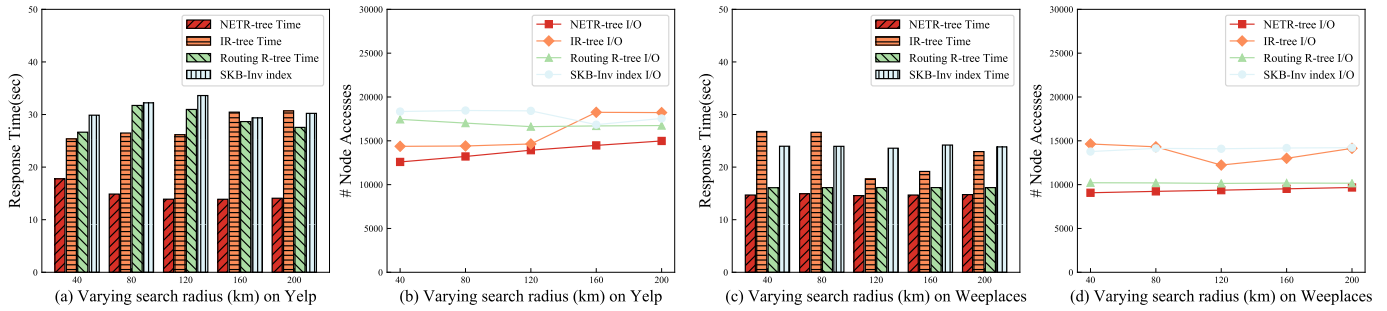 Response Time(sec)
50
40
30
20
10
0
NETR-tree Time
IR-tree Time
Routing R-tree Time
SKB-Inv index Time
40
80
120
160
200
(a) Varying search radius (km) on Yelp
# Node Accesses
30000
25000
20000
15000
10000
5000
0
NETR-tree I/O
IR-tree I/O
Routing R-tree I/O
SKB-Inv index I/O
40
80
120
160
200
(b) Varying search radius (km) on Yelp
Response Time(sec)
50
40
30
20
10
0
NETR-tree Time
IR-tree Time
Routing R-tree Time
SKB-Inv index Time
40
80
120
160
200
(c) Varying search radius (km) on Weeplaces
# Node Accesses
30000
25000
20000
15000
10000
5000
0
NETR-tree I/O
IR-tree I/O
Routing R-tree I/O
SKB-Inv index I/O
40
80
120
160
200
(d) Varying search radius (km) on Weeplaces